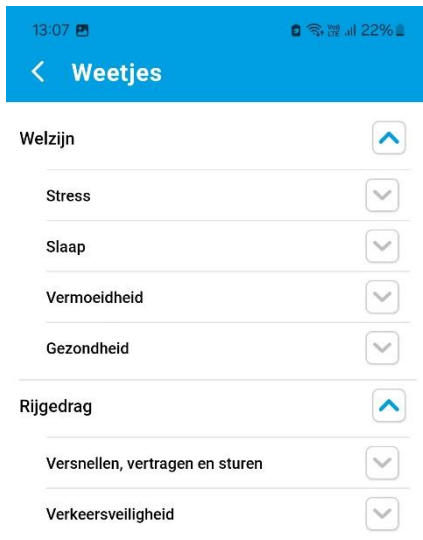 13:07 22%
Weetjes
Welzijn
Stress
Slaap
Vermoeidheid
Gezondheid
Rijgedrag
Versnellen, vertragen en sturen
Verkeersveiligheid